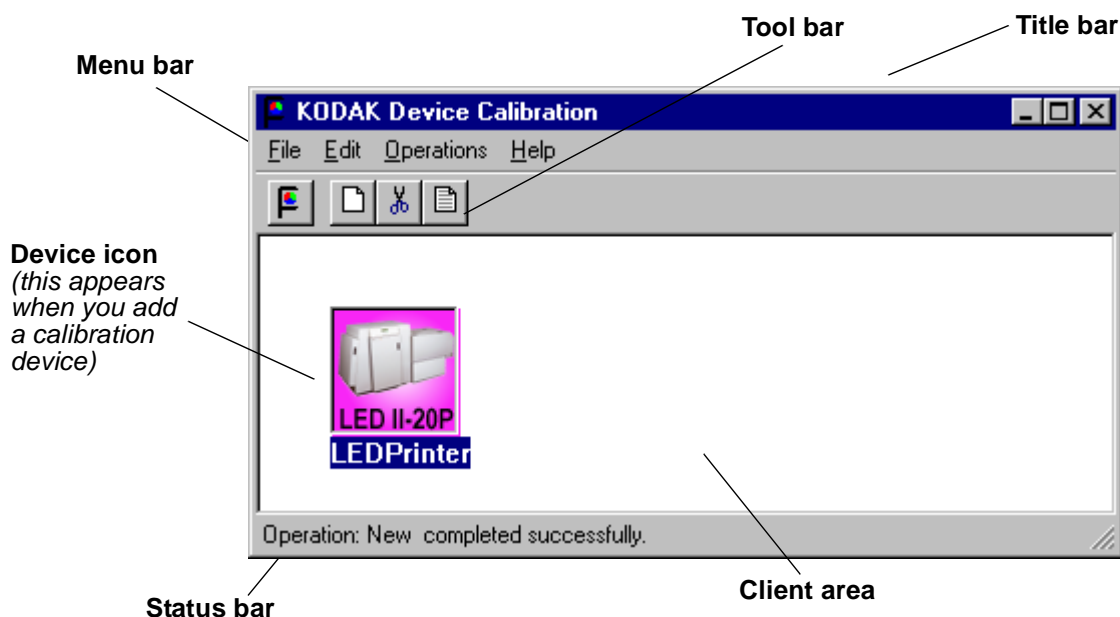 Tool bar
Title bar
Menu bar
KODAK Device Calibration
File Edit Operations Help
Device icon
(this appears
when you add
a calibration
device)
LED II-20P
LEDPrinter
Operation: New completed successfully.
Client area
Status bar